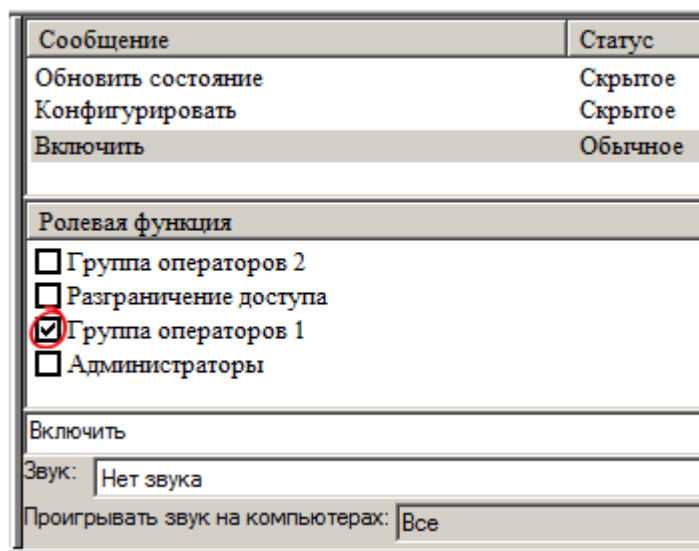 Сообщение Статус
Обновить состояние Скрытое
Конфигурировать Скрытое
Включить Обычное
Ролевая функция
Группа операторов 2
Разграничение доступа
Группа операторов 1
Администраторы
Включить
Звук: Нет звука
Проигрывать звук на компьютерах: Все